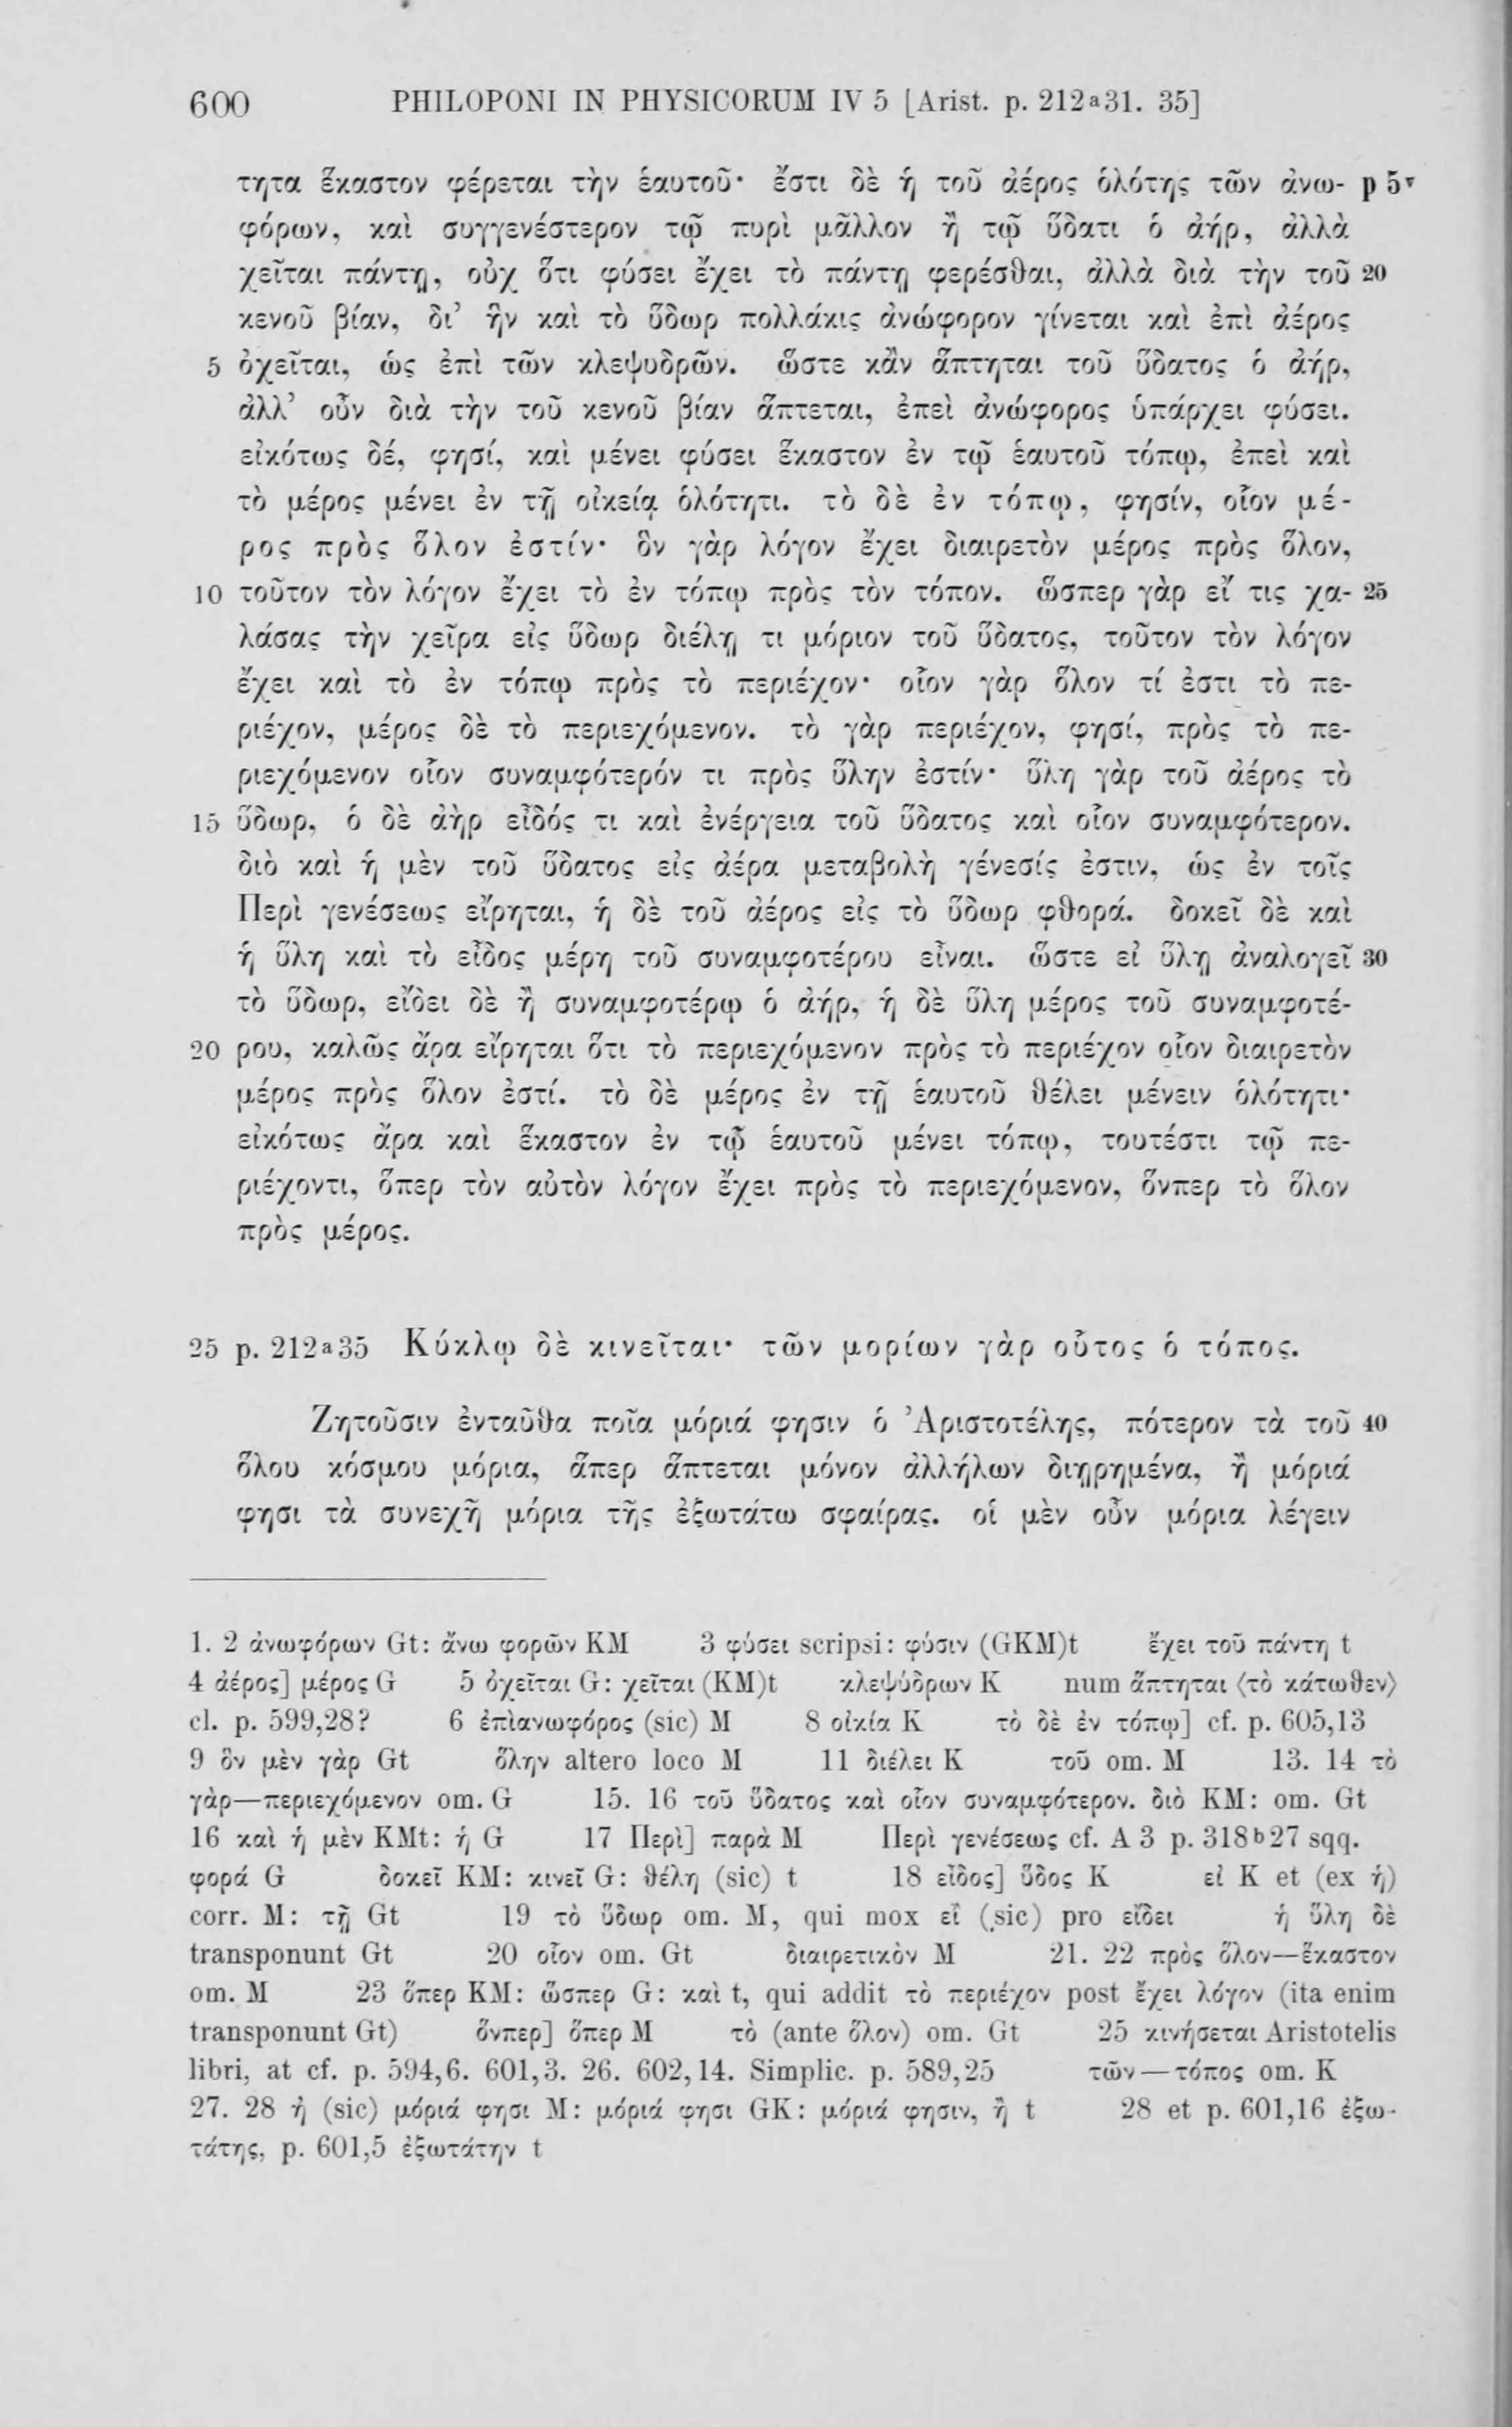 600 PHILOPONI IN PHYSICORUM IV 5 [Arist. p. 212ᵃ31. 35]
τητα ἕκαστον φέρεται τὴν ἑαυτοῦ· ἔστι δὲ ἡ τοῦ ἀέρος ὁλότης τῶν ἀνω- p 5ᵛ
φόρων, καὶ συγγενέστερον τῷ πυρὶ μᾶλλον ἢ τῷ ὕδατι ὁ ἀήρ, ἀλλὰ
χεῖται πάντῃ, οὐχ ὅτι φύσει ἔχει τὸ πάντῃ φερέσθαι, ἀλλὰ διὰ τὴν τοῦ 20
κενοῦ βίαν, δι’ ἣν καὶ τὸ ὕδωρ πολλάκις ἀνώφορον γίνεται καὶ ἐπὶ ἀέρος
5 ὀχεῖται, ὡς ἐπὶ τῶν κλεψυδρῶν. ὥστε κἂν ἅπτηται τοῦ ὕδατος ὁ ἀήρ,
ἀλλ’ οὖν διὰ τὴν τοῦ κενοῦ βίαν ἅπτεται, ἐπεὶ ἀνώφορος ὑπάρχει φύσει.
εἰκότως δέ, φησί, καὶ μένει φύσει ἕκαστον ἐν τῷ ἑαυτοῦ τόπῳ, ἐπεὶ καὶ
τὸ μέρος μένει ἐν τῇ οἰκείᾳ ὁλότητι. τὸ δὲ ἐν τόπῳ, φησίν, οἷον μέ-
ρος πρὸς ὅλον ἐστίν· ὃν γὰρ λόγον ἔχει διαιρετὸν μέρος πρὸς ὅλον,
10 τοῦτον τὸν λόγον ἔχει τὸ ἐν τόπῳ πρὸς τὸν τόπον. ὥσπερ γὰρ εἴ τις χα- 25
λάσας τὴν χεῖρα εἰς ὕδωρ διέλῃ τι μόριον τοῦ ὕδατος, τοῦτον τὸν λόγον
ἔχει καὶ τὸ ἐν τόπῳ πρὸς τὸ περιέχον· οἷον γὰρ ὅλον τί ἐστι τὸ πε-
ριέχον, μέρος δὲ τὸ περιεχόμενον. τὸ γὰρ περιέχον, φησί, πρὸς τὸ πε-
ριεχόμενον οἷον συναμφότερόν τι πρὸς ὕλην ἐστίν· ὕλη γὰρ τοῦ ἀέρος τὸ
15 ὕδωρ, ὁ δὲ ἀὴρ εἶδός τι καὶ ἐνέργεια τοῦ ὕδατος καὶ οἷον συναμφότερον.
διὸ καὶ ἡ μὲν τοῦ ὕδατος εἰς ἀέρα μεταβολὴ γένεσίς ἐστιν, ὡς ἐν τοῖς
Περὶ γενέσεως εἴρηται, ἡ δὲ τοῦ ἀέρος εἰς τὸ ὕδωρ φθορά. δοκεῖ δὲ καὶ
ἡ ὕλη καὶ τὸ εἶδος μέρη τοῦ συναμφοτέρου εἶναι. ὥστε εἰ ὕλῃ ἀναλογεῖ 30
τὸ ὕδωρ, εἴδει δὲ ἢ συναμφοτέρῳ ὁ ἀήρ, ἡ δὲ ὕλη μέρος τοῦ συναμφοτέ-
20 ρου, καλῶς ἄρα εἴρηται ὅτι τὸ περιεχόμενον πρὸς τὸ περιέχον οἷον διαιρετὸν
μέρος πρὸς ὅλον ἐστί. τὸ δὲ μέρος ἐν τῇ ἑαυτοῦ θέλει μένειν ὁλότητι·
εἰκότως ἄρα καὶ ἕκαστον ἐν τῷ ἑαυτοῦ μένει τόπῳ, τουτέστι τῷ πε-
ριέχοντι, ὅπερ τὸν αὐτὸν λόγον ἔχει πρὸς τὸ περιεχόμενον, ὅνπερ τὸ ὅλον
πρὸς μέρος.
25 p. 212ᵃ35 Κύκλῳ δὲ κινεῖται· τῶν μορίων γὰρ οὗτος ὁ τόπος.
Ζητοῦσιν ἐνταῦθα ποῖα μόριά φησιν ὁ Ἀριστοτέλης, πότερον τὰ τοῦ 40
ὅλου κόσμου μόρια, ἅπερ ἅπτεται μόνον ἀλλήλων διῃρημένα, ἢ μόριά
φησι τὰ συνεχῆ μόρια τῆς ἐξωτάτω σφαίρας. οἱ μὲν οὖν μόρια λέγειν
1. 2 ἀνωφόρων Gt: ἄνω φορῶν KM 3 φύσει scripsi: φύσιν (GKM)t ἔχει τοῦ πάντη t
4 ἀέρος] μέρος G 5 ὀχεῖται G: χεῖται (KM)t κλεψύδρων K num ἅπτηται ⟨τὸ κάτωθεν⟩
cl. p. 599,28? 6 ἐπὶανωφόρος (sic) M 8 οἰκία K τὸ δὲ ἐν τόπῳ] cf. p. 605,13
9 ὃν μὲν γὰρ Gt ὅλην altero loco M 11 διέλει K τοῦ om. M 13. 14 τὸ
γὰρ—περιεχόμενον om. G 15. 16 τοῦ ὕδατος καὶ οἷον συναμφότερον. διὸ KM: om. Gt
16 καὶ ἡ μὲν KMt: ἡ G 17 Περὶ] παρὰ M Περὶ γενέσεως cf. A 3 p. 318ᵇ27 sqq.
φορά G δοκεῖ KM: κινεῖ G: θέλη (sic) t 18 εἶδος] ὕδος K εἰ K et (ex ἡ)
corr. M: τῇ Gt 19 τὸ ὕδωρ om. M, qui mox εἴ (sic) pro εἴδει ἡ ὕλη δὲ
transponunt Gt 20 οἷον om. Gt διαιρετικὸν M 21. 22 πρὸς ὅλον—ἕκαστον
om. M 23 ὅπερ KM: ὥσπερ G: καὶ t, qui addit τὸ περιέχον post ἔχει λόγον (ita enim
transponunt Gt) ὅνπερ] ὅπερ M τὸ (ante ὅλον) om. Gt 25 κινήσεται Aristotelis
libri, at cf. p. 594,6. 601,3. 26. 602,14. Simplic. p. 589,25 τῶν—τόπος om. K
27. 28 ἠ (sic) μόριά φησι M: μόριά φησι GK: μόριά φησιν, ἢ t 28 et p. 601,16 ἐξω-
τάτης, p. 601,5 ἐξωτάτην t